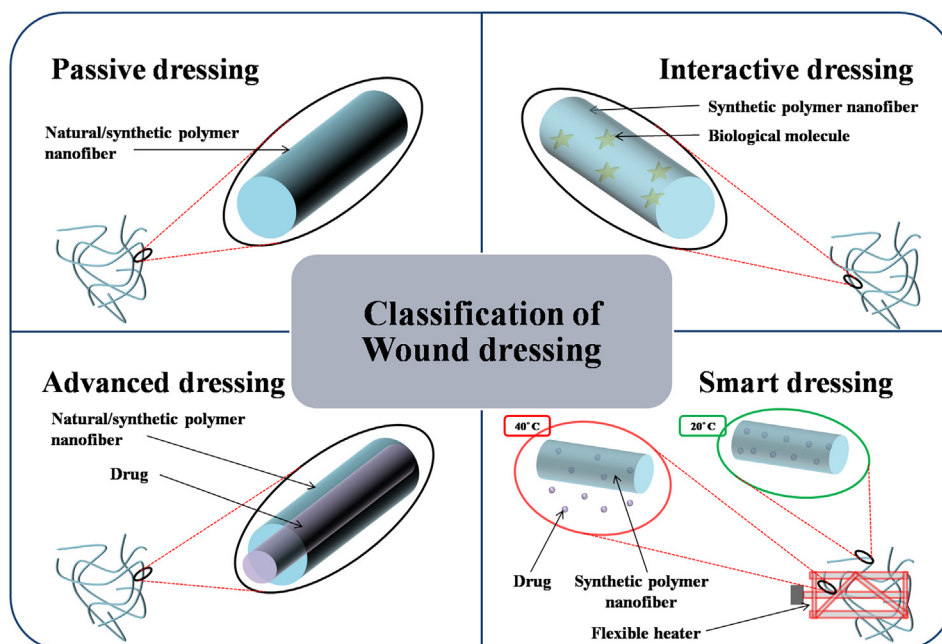 Passive dressing
Natural/synthetic polymer
nanofiber
Interactive dressing
Synthetic polymer nanofiber
Biological molecule
Classification of
Wound dressing
Advanced dressing
Natural/synthetic polymer
nanofiber
Drug
Smart dressing
40°C
20°C
Drug
Synthetic polymer
nanofiber
Flexible heater